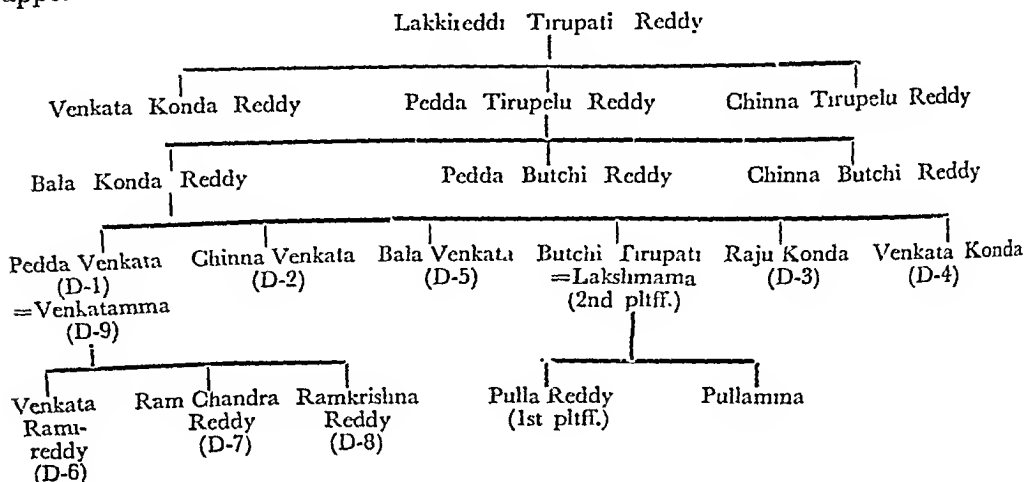 Lakkireddi Tirupati Reddy
Venkata Konda Reddy Pedda Tirupelu Reddy Chinna Tirupelu Reddy
Bala Konda Reddy Pedda Butchi Reddy Chinna Butchi Reddy
Pedda Venkata Chinna Venkata Bala Venkata Butchi Tirupati Raju Konda Venkata Konda
(D-1) (D-2) (D-5) =Lakshmama (D-3) (D-4)
=Venkatamma (2nd pltff.)
(D-9)
Venkata Ram Chandra Ramkrishna Pulla Reddy Pullamma
Rami- Reddy Reddy (1st pltff.)
reddy (D-7) (D-8)
(D-6)